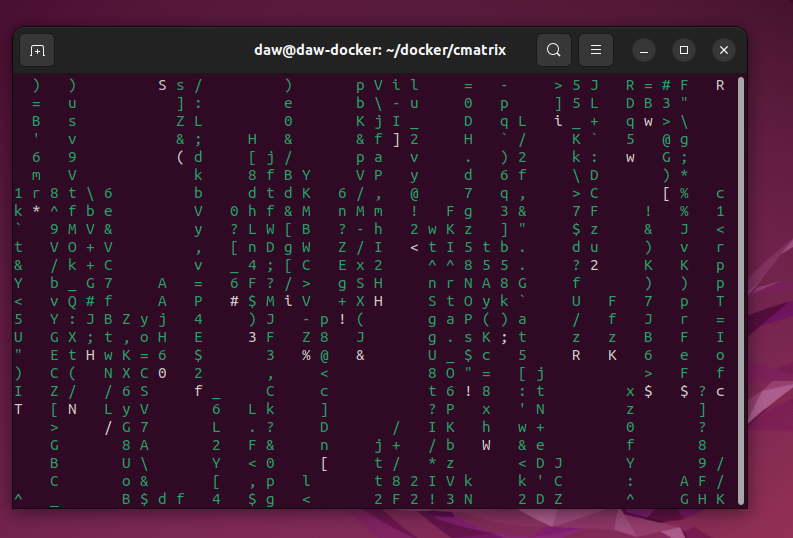 daw@daw-docker: ~/docker/cmatrix
) ) S s / ) p V i l = - > 5 J R = # F R
= u ] : e b \ - u 0 p ] 5 L D B 3 "
B s Z L 0 K j I _ D q L i _ + q w > \
' v & ; H & & f ] 2 H ` / K ` 5 @ g
6 9 ( d [ j / p a v . ) 2 k : w G ;
m V k 8 f B Y V P y d 6 f \ D ) *
1 r 8 t \ 6 b d t d K 6 / , @ 7 q , > C [ % c
k * ^ f b e V 0 h f & M n M m ! F g 3 & 7 F ! % 1
` 9 M V & y ? L W [ B ? - h 2 w K z ] " $ z & J <
t V O + V , [ n D g W Z / I < t I 5 t b . d u ) v r
& / k + C v _ 4 ; [ C E x 2 ^ ^ 8 5 5 . ? 2 K K p
Y b _ G 7 A = 6 F ? / > g S H n r N A 8 G f ) ) p
< v Q # f A P # $ M i V + X H S t O y k ` U F 7 p T
5 Y : J B Z y j 4 ) J - p ! ( g a P ( ) a / f J r =
U G X ; t , o H E 3 F Z 8 J g . s K ; t z z B F I
" E t H w K = 6 $ 3 % @ & U _ $ c 5 R K 6 e o
) C ( N X C 0 2 , < 8 O " = [ j > F f
I Z / / 6 S f _ C c t 6 ! 8 : t x $ $ ? c
T [ N L y V 6 L k ] ? P x ' N z ]
> / G 7 L . ? D / I K h w + 0 ?
G 8 A 2 F & n j + / b W & e f 8
B U \ Y < 0 [ t / * z < D J Y 9 /
C o & [ , p l t 8 2 I V k k ' C : A F /
^ _ B $ d f 4 $ g < 2 F 2 ! 3 N 2 D Z ^ G H K